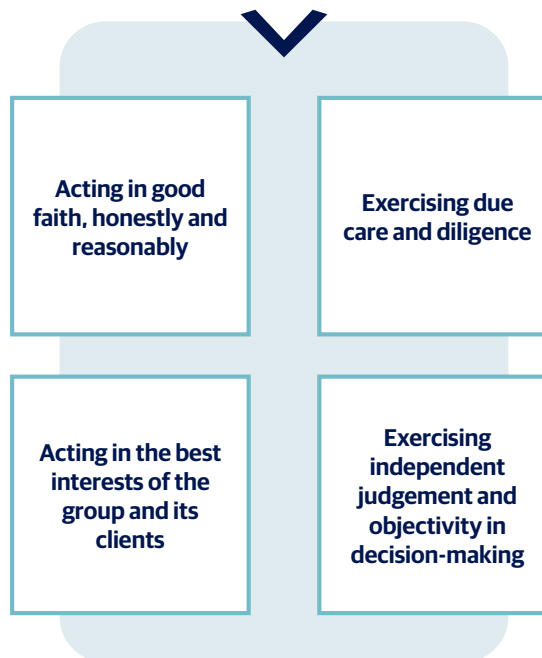 Acting in good
faith, honestly and
reasonably
Exercising due
care and diligence
Acting in the best
interests of the
group and its
clients
Exercising
independent
judgement and
objectivity in
decision-making